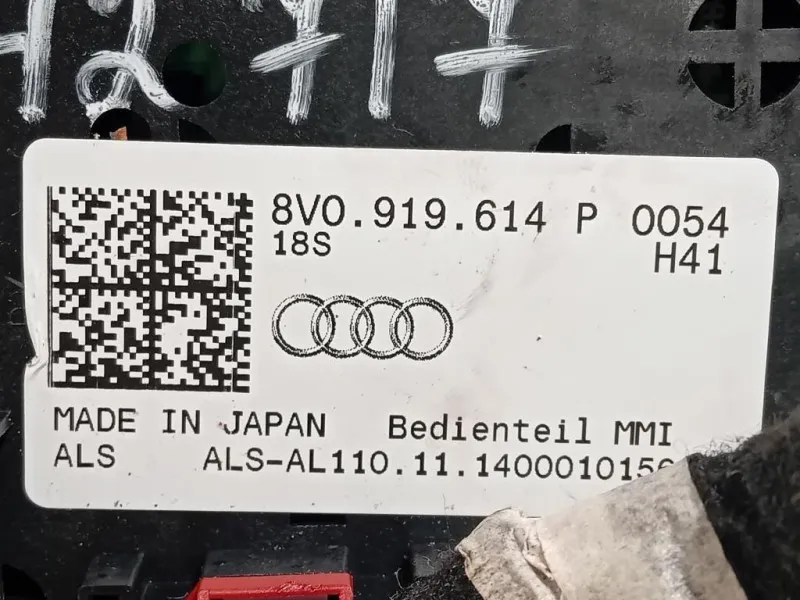 8V0.919.614 P 0054
18S H41
MADE IN JAPAN Bedienteil MMI
ALS ALS-AL110.11.140001015